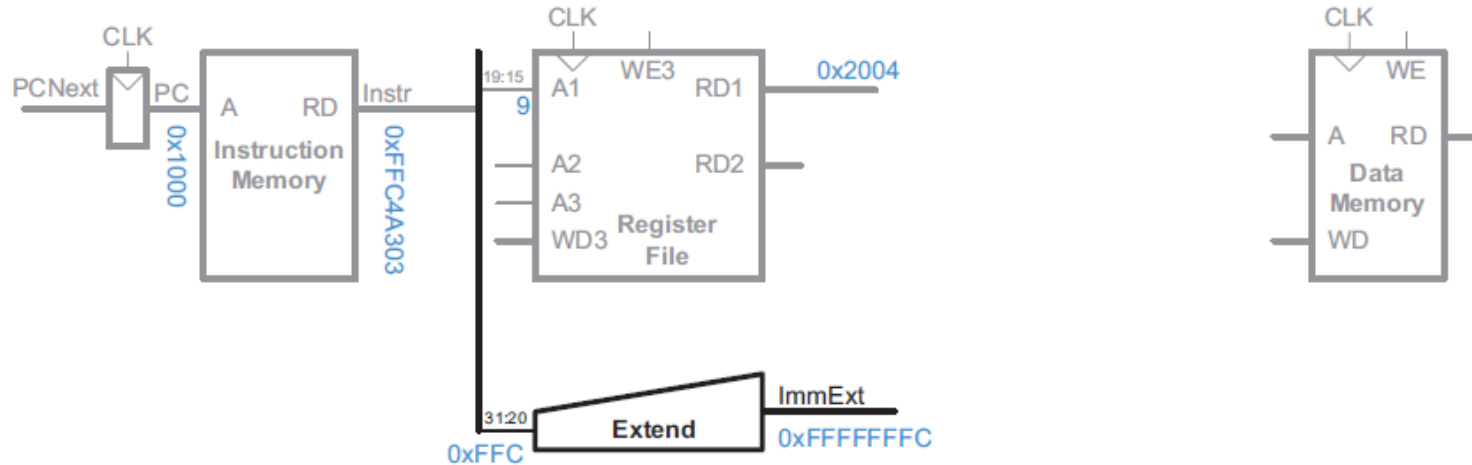 CLK
PCNext
PC
0x1000
A
RD
Instruction
Memory
Instr
0xFFC4A303
CLK
19:15
9
A1
WE3
RD1
0x2004
A2
RD2
A3
WD3
Register
File
31:20
0xFFC
Extend
ImmExt
0xFFFFFFFC
CLK
WE
A
RD
Data
Memory
WD